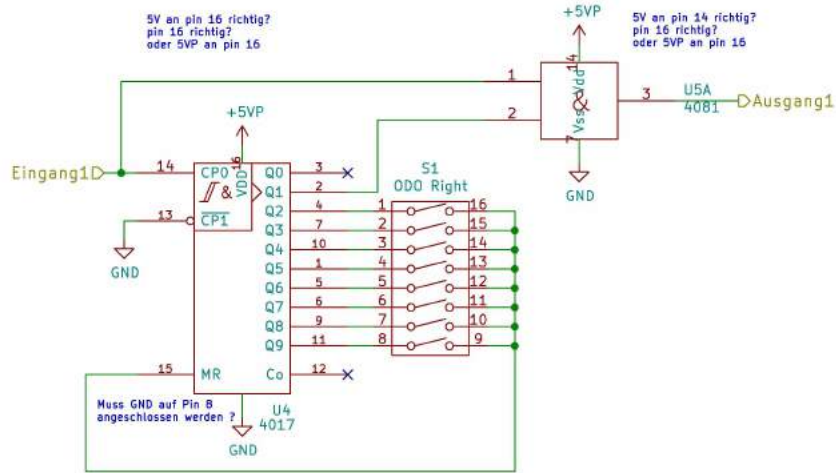 5V an pin 16 richtig?
pin 16 richtig?
oder 5VP an pin 16
+5VP
5V an pin 14 richtig?
pin 16 richtig?
oder 5VP an pin 16
14
Vdd
1
2
&
3
U5A
4081
Ausgang1
Vss
7
GND
+5VP
Eingang1
14
CP0
&
16
VDD
13
CP1
GND
Q0 3
Q1 2
Q2 4
Q3 7
Q4 10
Q5 1
Q6 5
Q7 6
Q8 9
Q9 11
Co 12
S1
ODO Right
1 16
2 15
3 14
4 13
5 12
6 11
7 10
8 9
15 MR
Muss GND auf Pin 8
angeschlossen werden ?
U4
4017
GND